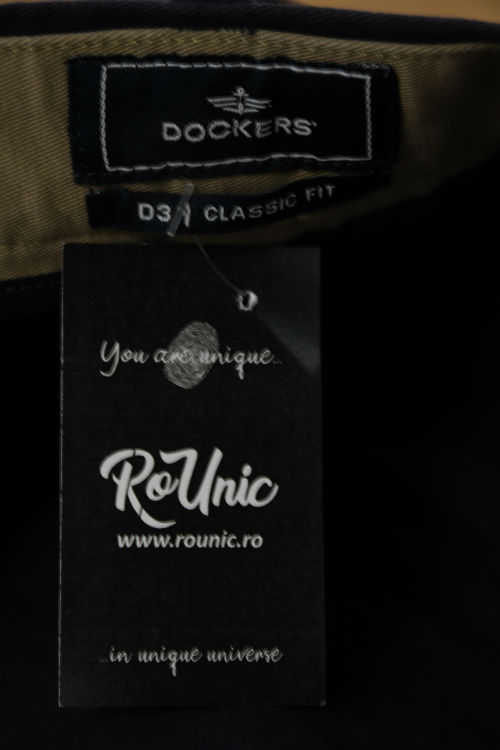 DOCKERS
D3 CLASSIC FIT
You are unique...
RoUnic
www.rounic.ro
...in unique universe